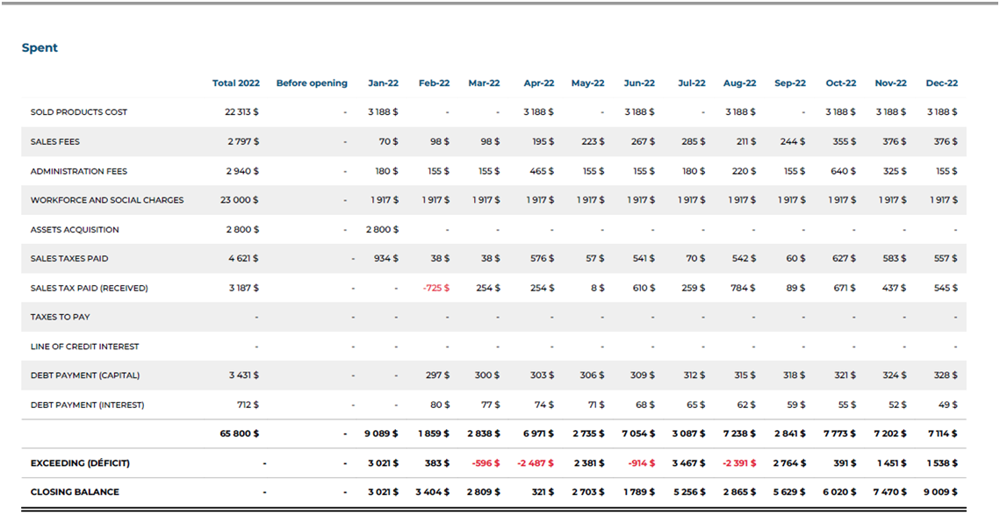 Spent
Total 2022 Before opening Jan-22 Feb-22 Mar-22 Apr-22 May-22 Jun-22 Jul-22 Aug-22 Sep-22 Oct-22 Nov-22 Dec-22
SOLD PRODUCTS COST 22 313 $ - 3 188 $ - - 3 188 $ - 3 188 $ - 3 188 $ - 3 188 $ 3 188 $ 3 188 $
SALES FEES 2 797 $ - 70 $ 98 $ 98 $ 195 $ 223 $ 267 $ 285 $ 211 $ 244 $ 355 $ 376 $ 376 $
ADMINISTRATION FEES 2 940 $ - 180 $ 155 $ 155 $ 465 $ 155 $ 155 $ 180 $ 220 $ 155 $ 640 $ 325 $ 155 $
WORKFORCE AND SOCIAL CHARGES 23 000 $ - 1 917 $ 1 917 $ 1 917 $ 1 917 $ 1 917 $ 1 917 $ 1 917 $ 1 917 $ 1 917 $ 1 917 $ 1 917 $ 1 917 $
ASSETS ACQUISITION 2 800 $ - 2 800 $ - - - - - - - - - - -
SALES TAXES PAID 4 621 $ - 934 $ 38 $ 38 $ 576 $ 57 $ 541 $ 70 $ 542 $ 60 $ 627 $ 583 $ 557 $
SALES TAX PAID (RECEIVED) 3 187 $ - - -725 $ 254 $ 254 $ 8 $ 610 $ 259 $ 784 $ 89 $ 671 $ 437 $ 545 $
TAXES TO PAY - - - - - - - - - - - - - -
LINE OF CREDIT INTEREST - - - - - - - - - - - - - -
DEBT PAYMENT (CAPITAL) 3 431 $ - - 297 $ 300 $ 303 $ 306 $ 309 $ 312 $ 315 $ 318 $ 321 $ 324 $ 328 $
DEBT PAYMENT (INTEREST) 712 $ - - 80 $ 77 $ 74 $ 71 $ 68 $ 65 $ 62 $ 59 $ 55 $ 52 $ 49 $
65 800 $ - 9 089 $ 1 859 $ 2 838 $ 6 971 $ 2 735 $ 7 054 $ 3 087 $ 7 238 $ 2 841 $ 7 773 $ 7 202 $ 7 114 $
EXCEEDING (DÉFICIT) - - 3 021 $ 383 $ -596 $ -2 487 $ 2 381 $ -914 $ 3 467 $ -2 391 $ 2 764 $ 391 $ 1 451 $ 1 538 $
CLOSING BALANCE - - 3 021 $ 3 404 $ 2 809 $ 321 $ 2 703 $ 1 789 $ 5 256 $ 2 865 $ 5 629 $ 6 020 $ 7 470 $ 9 009 $